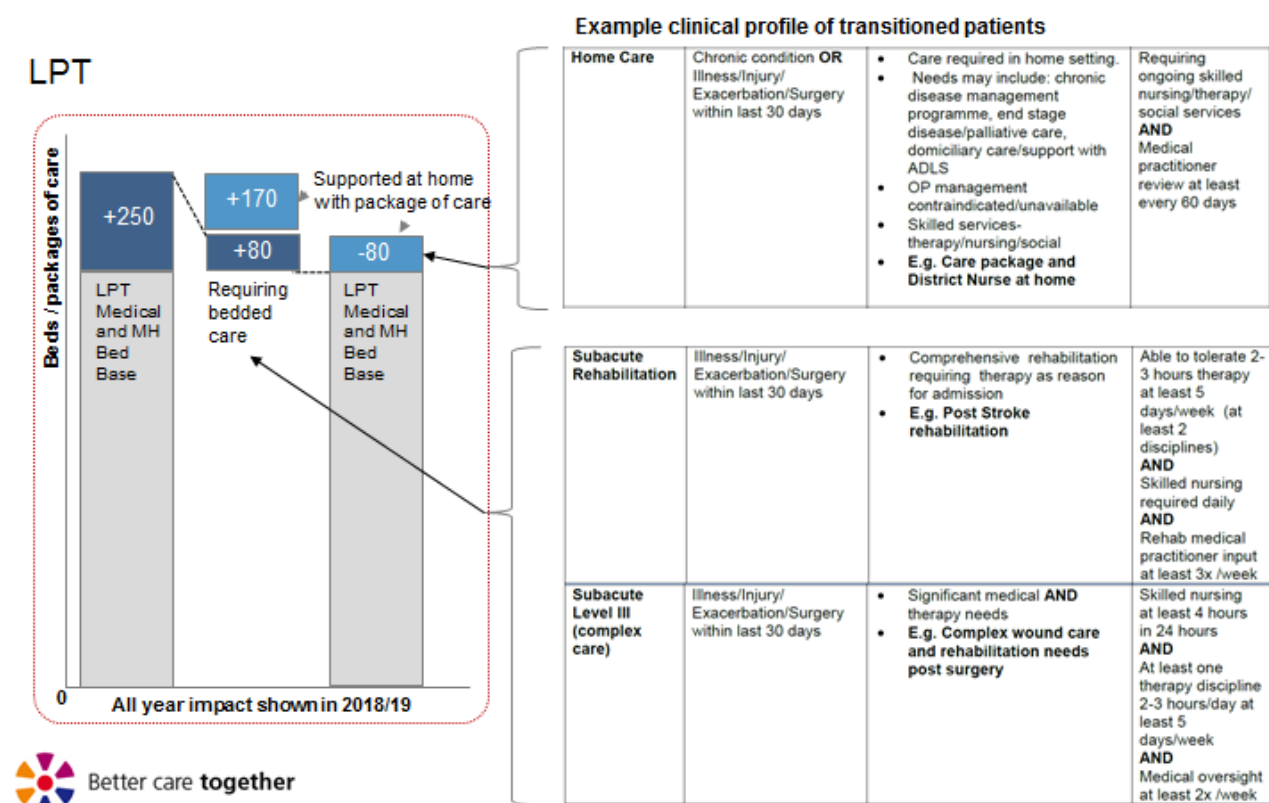 Example clinical profile of transitioned patients
LPT
Beds / packages of care
+250
+170
+80
Supported at home
with package of care
-80
LPT
Medical
and MH
Bed
Base
Requiring
bedded
care
LPT
Medical
and MH
Bed
Base
0
All year impact shown in 2018/19
Better care together
Home Care
Chronic condition OR
Illness/Injury/
Exacerbation/Surgery
within last 30 days
• Care required in home setting.
• Needs may include: chronic
disease management
programme, end stage
disease/palliative care,
domiciliary care/support with
ADLS
• OP management
contraindicated/unavailable
• Skilled services-
therapy/nursing/social
• E.g. Care package and
District Nurse at home
Requiring
ongoing skilled
nursing/therapy/
social services
AND
Medical
practitioner
review at least
every 60 days
Subacute
Rehabilitation
Illness/Injury/
Exacerbation/Surgery
within last 30 days
• Comprehensive rehabilitation
requiring therapy as reason
for admission
• E.g. Post Stroke
rehabilitation
Able to tolerate 2-
3 hours therapy
at least 5
days/week (at
least 2
disciplines)
AND
Skilled nursing
required daily
AND
Rehab medical
practitioner input
at least 3x /week
Subacute
Level III
(complex
care)
Illness/Injury/
Exacerbation/Surgery
within last 30 days
• Significant medical AND
therapy needs
• E.g. Complex wound care
and rehabilitation needs
post surgery
Skilled nursing
at least 4 hours
in 24 hours
AND
At least one
therapy discipline
2-3 hours/day at
least 5
days/week
AND
Medical oversight
at least 2x /week